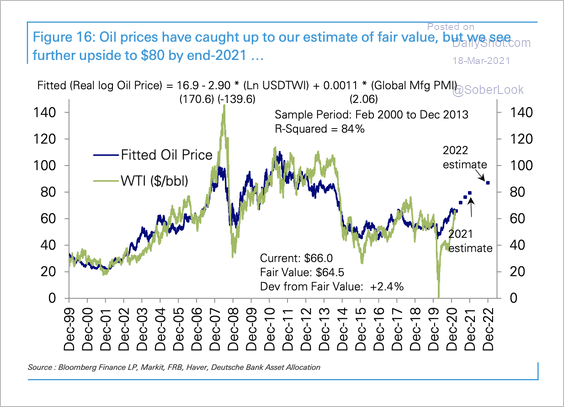 Figure 16: Oil prices have caught up to our estimate of fair value, but we see
further upside to $80 by end-2021 …
Posted on
DailyShot.com
18-Mar-2021
@SoberLook
Fitted (Real log Oil Price) = 16.9 - 2.90 * (Ln USDTWI) + 0.0011 * (Global Mfg PMI)
(170.6) (-139.6) (2.06)
Sample Period: Feb 2000 to Dec 2013
R-Squared = 84%
Fitted Oil Price
WTI ($/bbl)
2022
estimate
2021
estimate
Current: $66.0
Fair Value: $64.5
Dev from Fair Value: +2.4%
140 140
120 120
100 100
80 80
60 60
40 40
20 20
0 0
Dec-99 Dec-00 Dec-01 Dec-02 Dec-03 Dec-04 Dec-05 Dec-06 Dec-07 Dec-08 Dec-09 Dec-10 Dec-11 Dec-12 Dec-13 Dec-14 Dec-15 Dec-16 Dec-17 Dec-18 Dec-19 Dec-20 Dec-21 Dec-22
Source : Bloomberg Finance LP, Markit, FRB, Haver, Deutsche Bank Asset Allocation